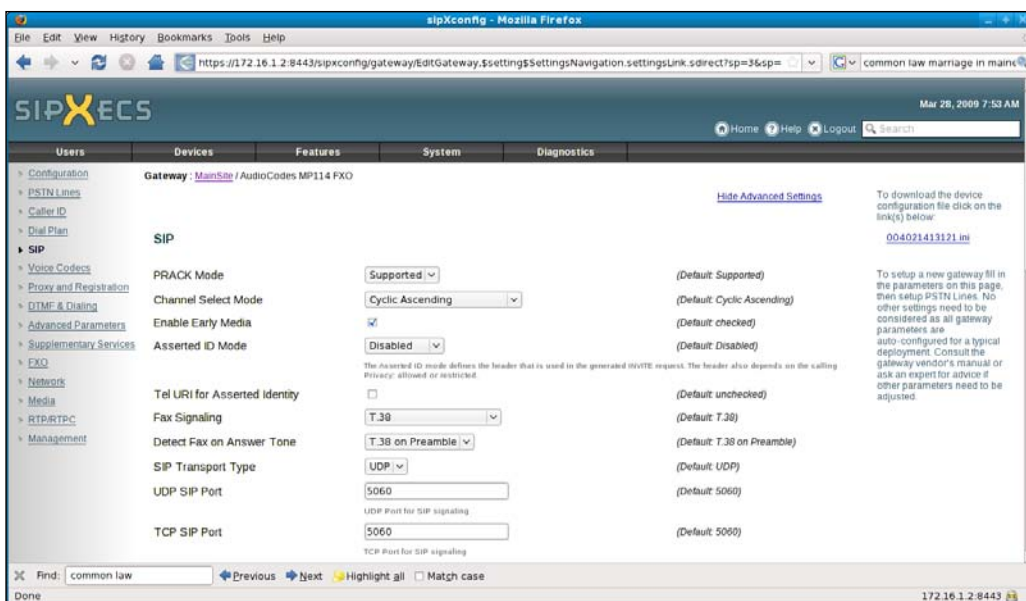 sipXconfig - Mozilla Firefox
File Edit View History Bookmarks Tools Help
https://172.16.1.2:8443/sipxconfig/gateway/EditGateway,$setting$SettingsNavigation.settingsLink.sdirect?sp=3&sp= common law marriage in maine
SIPXECS
Mar 28, 2009 7:53 AM
Home Help Logout Search
Users Devices Features System Diagnostics
Configuration
PSTN Lines
Caller ID
Dial Plan
SIP
Voice Codecs
Proxy and Registration
DTMF & Dialing
Advanced Parameters
Supplementary Services
FXO
Network
Media
RTP/RTPC
Management
Gateway : MainSite / AudioCodes MP114 FXO
Hide Advanced Settings
SIP
PRACK Mode Supported (Default: Supported)
Channel Select Mode Cyclic Ascending (Default: Cyclic Ascending)
Enable Early Media (Default: checked)
Asserted ID Mode Disabled (Default: Disabled)
The Asserted ID mode defines the header that is used in the generated INVITE request. The header also depends on the calling
Privacy: allowed or restricted.
Tel URI for Asserted Identity (Default: unchecked)
Fax Signaling T.38 (Default: T.38)
Detect Fax on Answer Tone T.38 on Preamble (Default: T.38 on Preamble)
SIP Transport Type UDP (Default: UDP)
UDP SIP Port 5060 (Default: 5060)
UDP Port for SIP signaling
TCP SIP Port 5060 (Default: 5060)
TCP Port for SIP signaling
To download the device
configuration file click on the
link(s) below:
004021413121.ini
To setup a new gateway fill in
the parameters on this page,
then setup PSTN Lines. No
other settings need to be
considered as all gateway
parameters are
auto-configured for a typical
deployment. Consult the
gateway vendor's manual or
ask an expert for advice if
other parameters need to be
adjusted.
Find: common law Previous Next Highlight all Match case
Done 172.16.1.2:8443